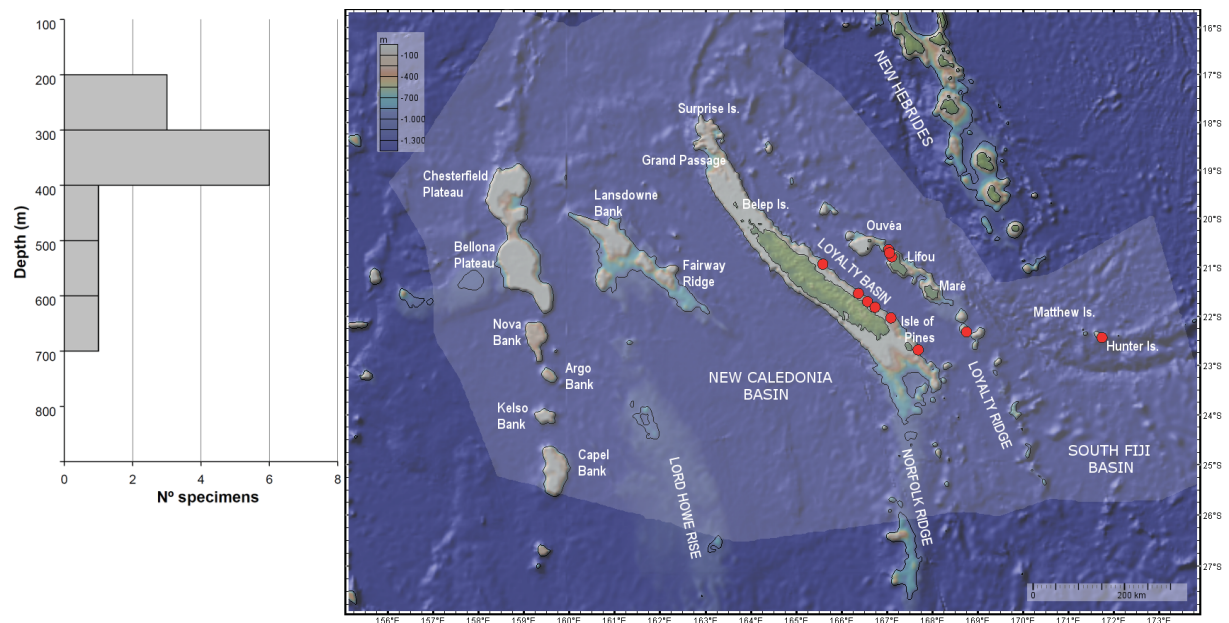 100
200
300
400
500
600
700
800
Depth (m)
0
2
4
6
8
Nº specimens
m
-100
-400
-700
-1.000
-1.300
Surprise Is.
Grand Passage
Belep Is.
Chesterfield
Plateau
Lansdowne
Bank
Bellona
Plateau
Fairway
Ridge
Nova
Bank
Argo
Bank
Kelso
Bank
Capel
Bank
NEW CALEDONIA
BASIN
LORD HOWE RISE
NORFOLK RIDGE
LOYALTY BASIN
LOYALTY RIDGE
NEW HEBRIDES
Ouvéa
Lifou
Maré
Isle of
Pines
Matthew Is.
Hunter Is.
SOUTH FIJI
BASIN
0
200 km
16°S
17°S
18°S
19°S
20°S
21°S
22°S
23°S
24°S
25°S
26°S
27°S
156°E
157°E
158°E
159°E
160°E
161°E
162°E
163°E
164°E
165°E
166°E
167°E
168°E
169°E
170°E
171°E
172°E
173°E